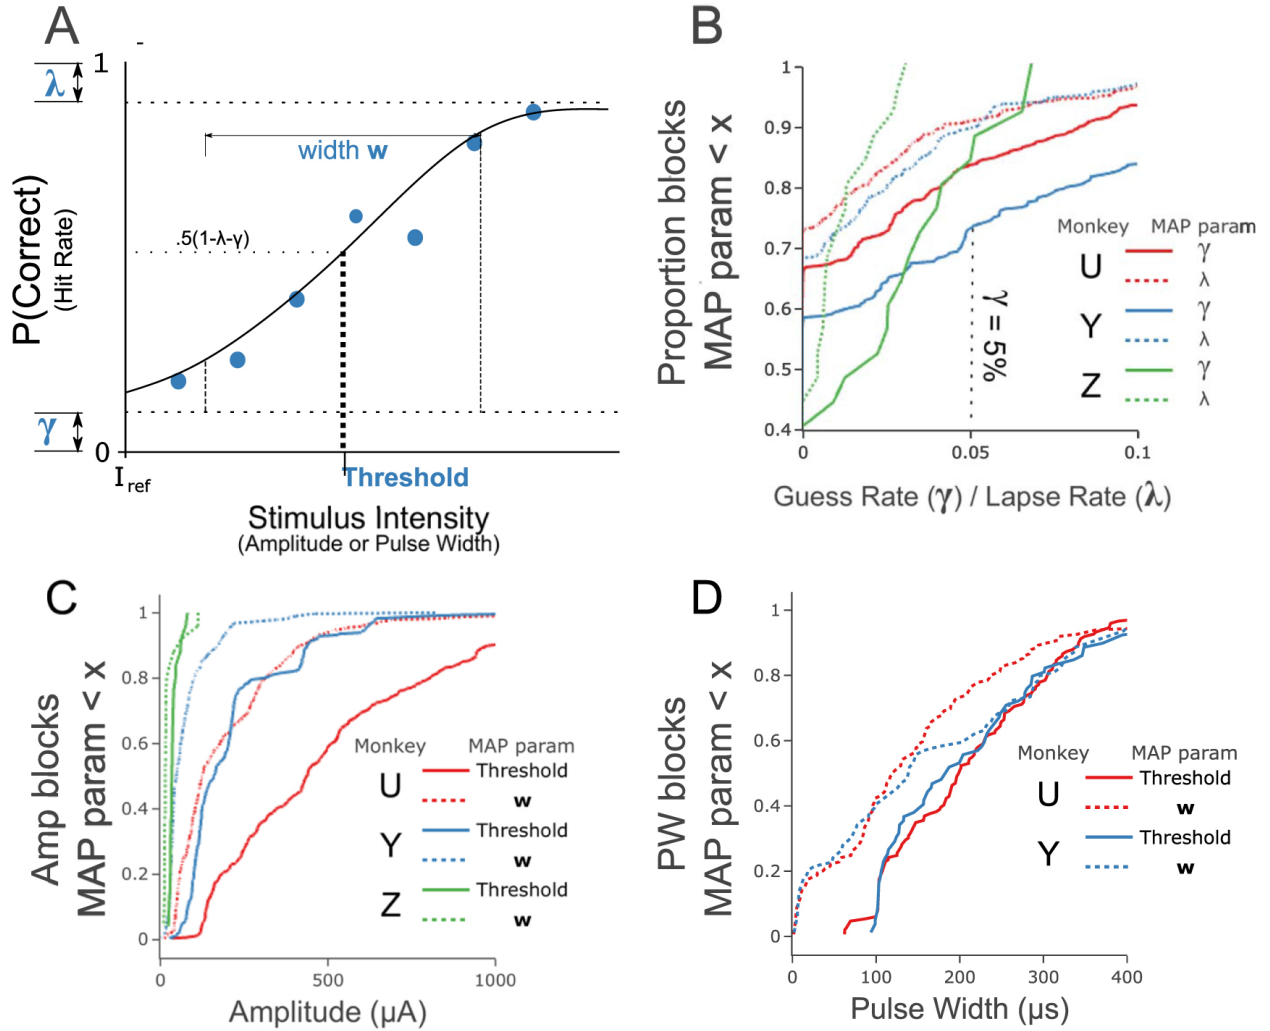 A
-
λ
1
width w
P(Correct)
(Hit Rate)
.5(1-λ-γ)
γ
0
I ref
Threshold
Stimulus Intensity
(Amplitude or Pulse Width)
B
Proportion blocks
MAP param < x
1
0.9
0.8
0.7
0.6
0.5
0.4
Monkey MAP param
U
γ
λ
Y
γ
λ
Z
γ
λ
γ = 5%
0 0.05 0.1
Guess Rate (γ) / Lapse Rate (λ)
C
Amp blocks
MAP param < x
1
0.8
0.6
0.4
0.2
0
Monkey MAP param
U
Threshold
w
Y
Threshold
w
Z
Threshold
w
0 500 1000
Amplitude (μA)
D
PW blocks
MAP param < x
1
0.8
0.6
0.4
0.2
0
Monkey MAP param
U
Threshold
w
Y
Threshold
w
0 100 200 300 400
Pulse Width (μs)